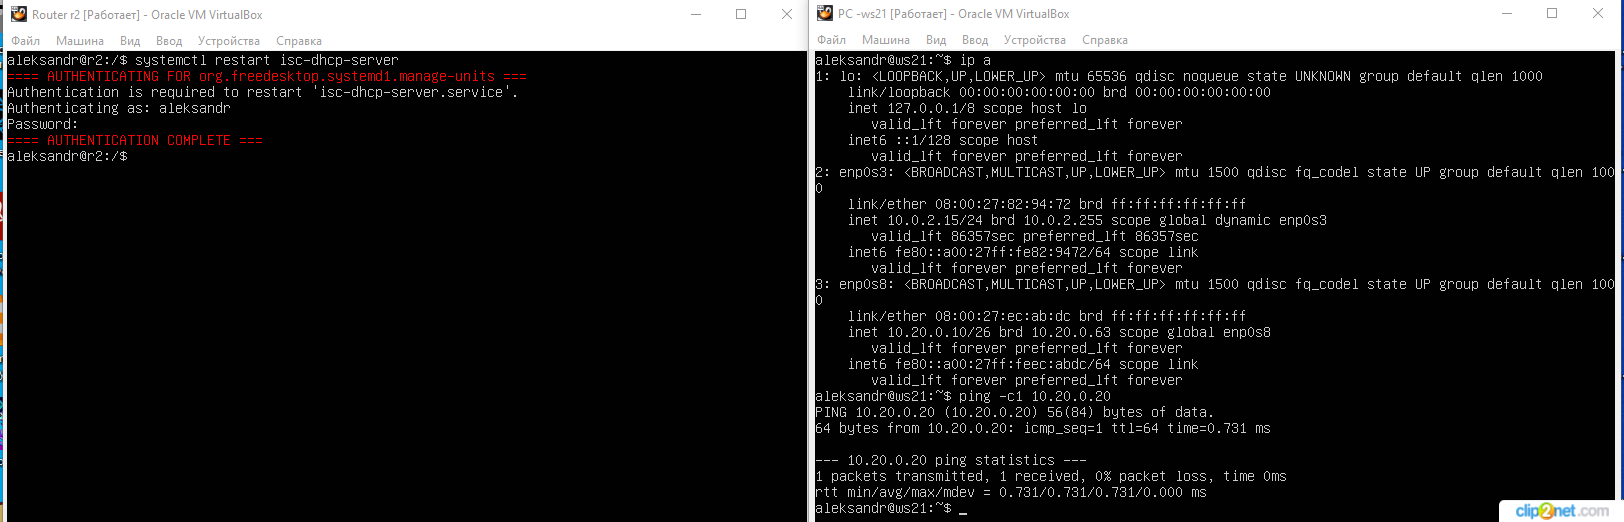 Router r2 [Работает] - Oracle VM VirtualBox
Файл Машина Вид Ввод Устройства Справка
aleksandr@r2:/$ systemctl restart isc-dhcp-server
==== AUTHENTICATING FOR org.freedesktop.systemd1.manage-units ===
Authentication is required to restart 'isc-dhcp-server.service'.
Authenticating as: aleksandr
Password:
==== AUTHENTICATION COMPLETE ===
aleksandr@r2:/$
PC -ws21 [Работает] - Oracle VM VirtualBox
Файл Машина Вид Ввод Устройства Справка
aleksandr@ws21:~$ ip a
1: lo: <LOOPBACK,UP,LOWER_UP> mtu 65536 qdisc noqueue state UNKNOWN group default qlen 1000
link/loopback 00:00:00:00:00:00 brd 00:00:00:00:00:00
inet 127.0.0.1/8 scope host lo
valid_lft forever preferred_lft forever
inet6 ::1/128 scope host
valid_lft forever preferred_lft forever
2: enp0s3: <BROADCAST,MULTICAST,UP,LOWER_UP> mtu 1500 qdisc fq_codel state UP group default qlen 100
0
link/ether 08:00:27:82:94:72 brd ff:ff:ff:ff:ff:ff
inet 10.0.2.15/24 brd 10.0.2.255 scope global dynamic enp0s3
valid_lft 86357sec preferred_lft 86357sec
inet6 fe80::a00:27ff:fe82:9472/64 scope link
valid_lft forever preferred_lft forever
3: enp0s8: <BROADCAST,MULTICAST,UP,LOWER_UP> mtu 1500 qdisc fq_codel state UP group default qlen 100
0
link/ether 08:00:27:ec:ab:dc brd ff:ff:ff:ff:ff:ff
inet 10.20.0.10/26 brd 10.20.0.63 scope global enp0s8
valid_lft forever preferred_lft forever
inet6 fe80::a00:27ff:feec:abdc/64 scope link
valid_lft forever preferred_lft forever
aleksandr@ws21:~$ ping -c1 10.20.0.20
PING 10.20.0.20 (10.20.0.20) 56(84) bytes of data.
64 bytes from 10.20.0.20: icmp_seq=1 ttl=64 time=0.731 ms
--- 10.20.0.20 ping statistics ---
1 packets transmitted, 1 received, 0% packet loss, time 0ms
rtt min/avg/max/mdev = 0.731/0.731/0.731/0.000 ms
aleksandr@ws21:~$ _
clip2net.com